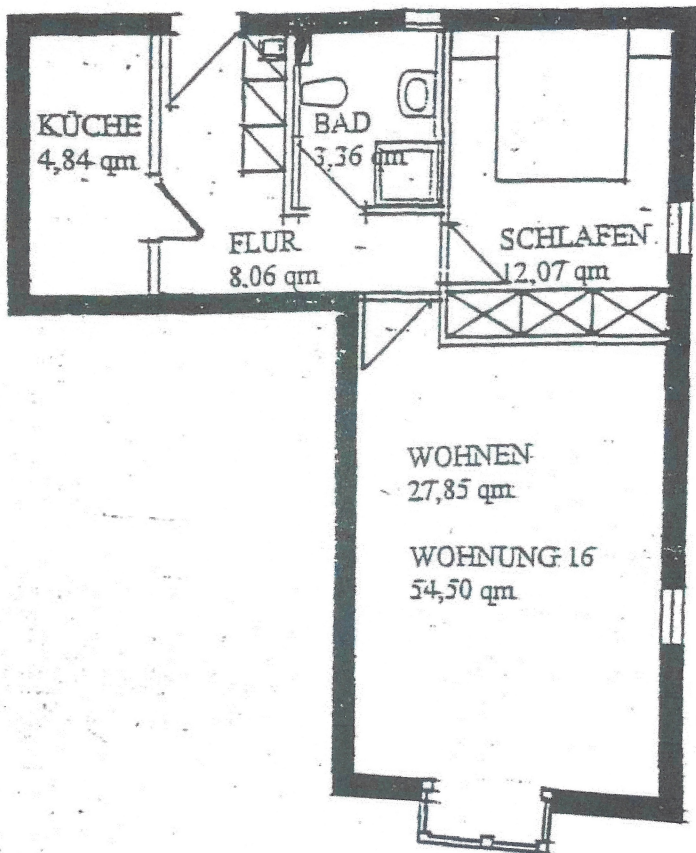 KÜCHE
4,84 qm
BAD
3,36 qm
FLUR
8.06 qm
SCHLAFEN
12,07 qm
WOHNEN
27,85 qm
WOHNUNG 16
54,50 qm